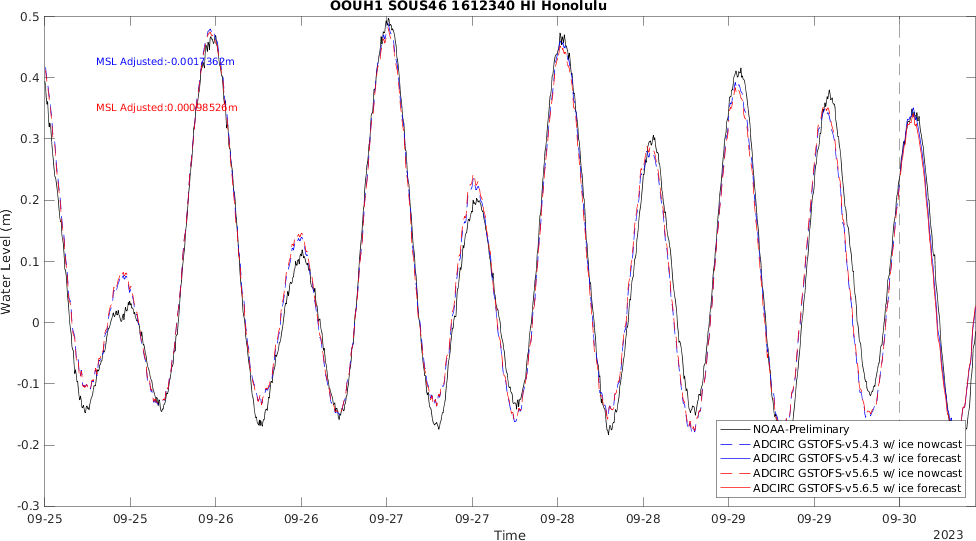 OOUH1 SOUS46 1612340 HI Honolulu
0.5
MSL Adjusted:-0.0017362m
0.4
MSL Adjusted:0.00098526m
0.3
0.2
0.1
Water Level (m)
0
-0.1
-0.2
-0.3
NOAA-Preliminary
ADCIRC GSTOFS-v5.4.3 w/ ice nowcast
ADCIRC GSTOFS-v5.4.3 w/ ice forecast
ADCIRC GSTOFS-v5.6.5 w/ ice nowcast
ADCIRC GSTOFS-v5.6.5 w/ ice forecast
09-25 09-25 09-26 09-26 09-27 09-27 09-28 09-28 09-29 09-29 09-30
Time
2023